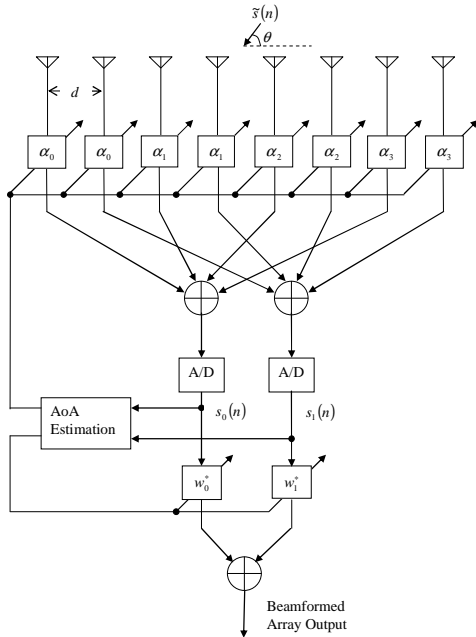 s̃(n)
θ
d
α₀ α₀ α₁ α₁ α₂ α₂ α₃ α₃
A/D A/D
s₀(n) s₁(n)
AoA
Estimation
w₀* w₁*
Beamformed
Array Output